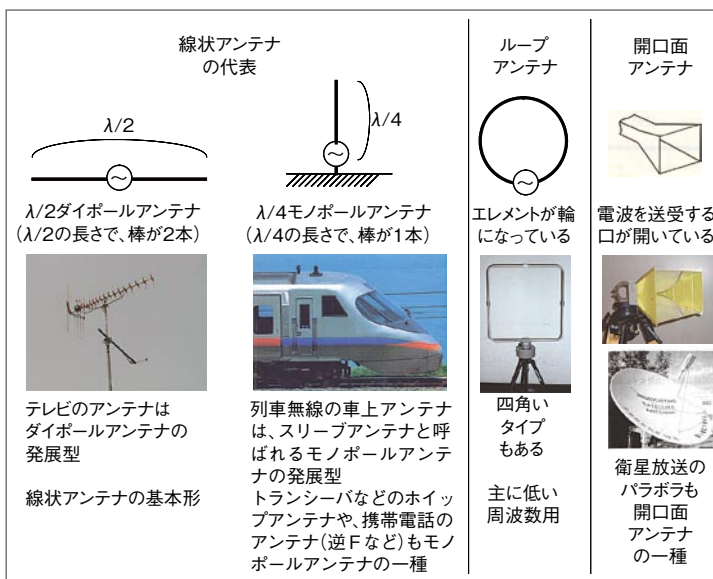 線状アンテナ
の代表
λ/2
λ/2ダイポールアンテナ
(λ/2の長さで、棒が2本)
テレビのアンテナは
ダイポールアンテナの
発展型
線状アンテナの基本形
λ/4
λ/4モノポールアンテナ
(λ/4の長さで、棒が1本)
列車無線の車上アンテナ
は、スリーブアンテナと呼
ばれるモノポールアンテ
ナの発展型
トランシーバなどのホイッ
プアンテナや、携帯電話の
アンテナ(逆Fなど)もモノ
ポールアンテナの一種
ループ
アンテナ
エレメントが輪
になっている
四角い
タイプ
もある
主に低い
周波数用
開口面
アンテナ
電波を送受する
口が開いている
衛星放送の
パラボラも
開口面
アンテナ
の一種